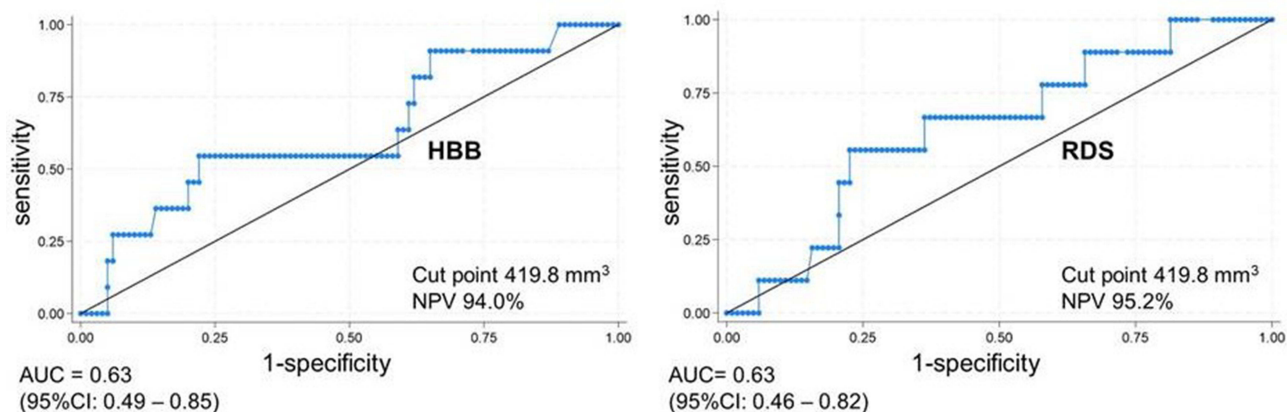 1.00
0.75
0.50
0.25
0.00
sensitivity
HBB
Cut point 419.8 mm³
NPV 94.0%
0.00 0.25 0.50 0.75 1.00
1-specificity
AUC = 0.63
(95%CI: 0.49 – 0.85)
1.00
0.75
0.50
0.25
0.00
sensitivity
RDS
Cut point 419.8 mm³
NPV 95.2%
0.00 0.25 0.50 0.75 1.00
1-specificity
AUC= 0.63
(95%CI: 0.46 – 0.82)